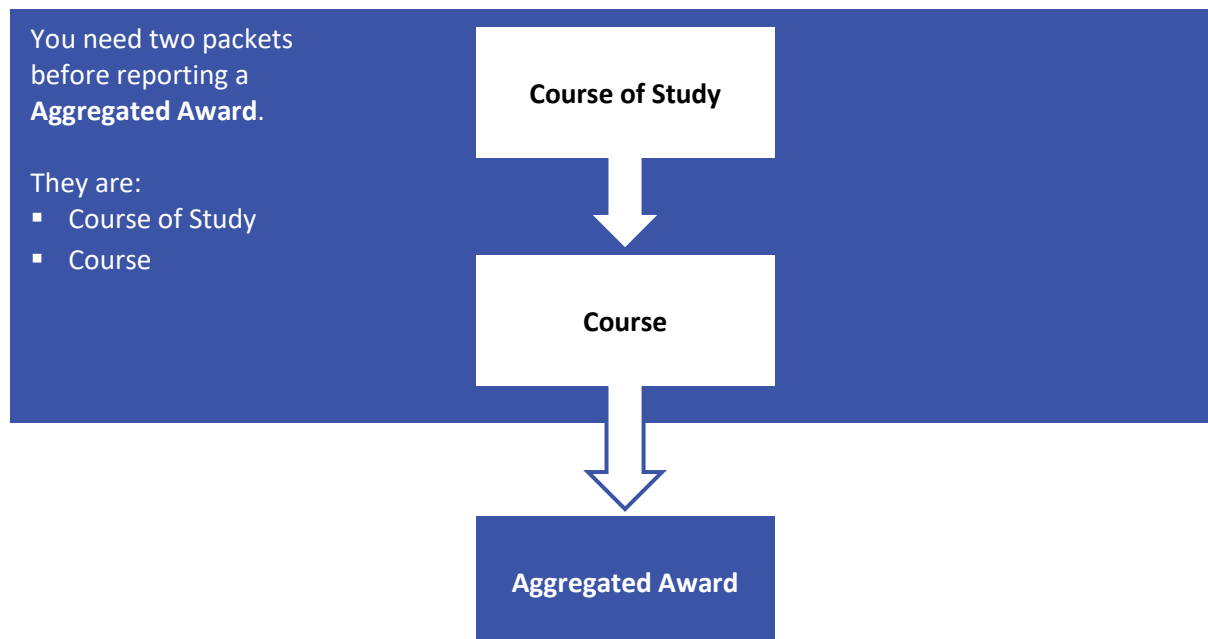 You need two packets
before reporting a
Aggregated Award.
They are:
▪ Course of Study
▪ Course
Course of Study
Course
Aggregated Award